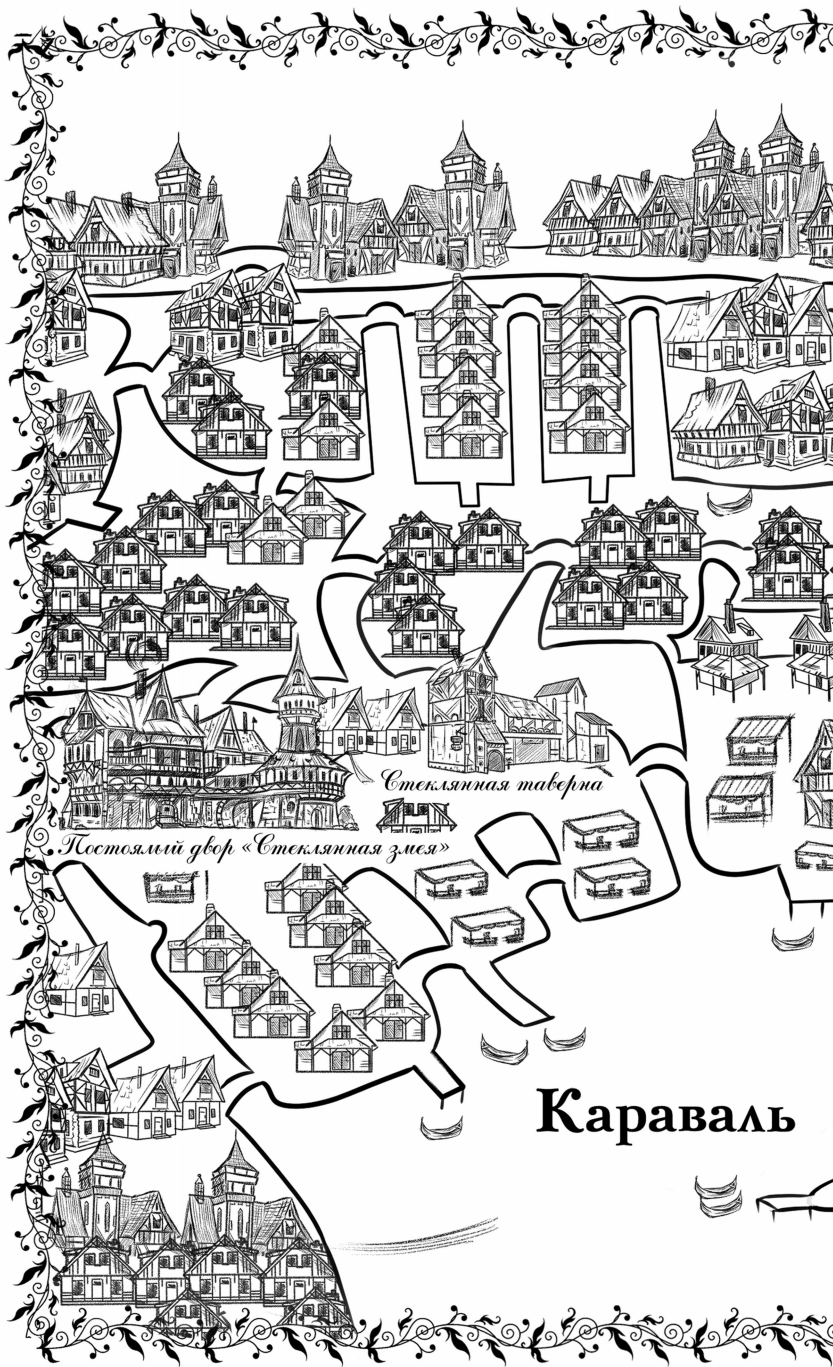 Стеклянная таверна
Постоялый двор «Стеклянная змея»
Караваль